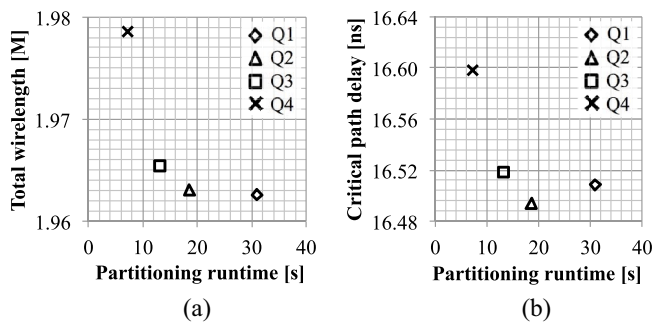 Total wirelength [M]
1.98
1.97
1.96
0 10 20 30 40
Partitioning runtime [s]
Q1
Q2
Q3
Q4
(a)
Critical path delay [ns]
16.64
16.60
16.56
16.52
16.48
0 10 20 30 40
Partitioning runtime [s]
Q1
Q2
Q3
Q4
(b)